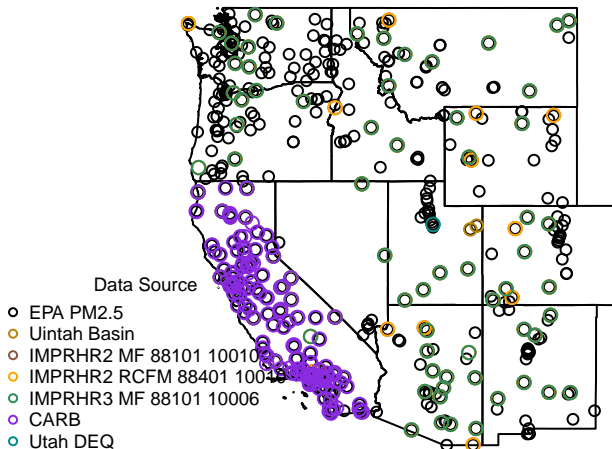 Data Source
EPA PM2.5
Uintah Basin
IMPRHR2 MF 88101 10010
IMPRHR2 RCFM 88401 10010
IMPRHR3 MF 88101 10006
CARB
Utah DEQ